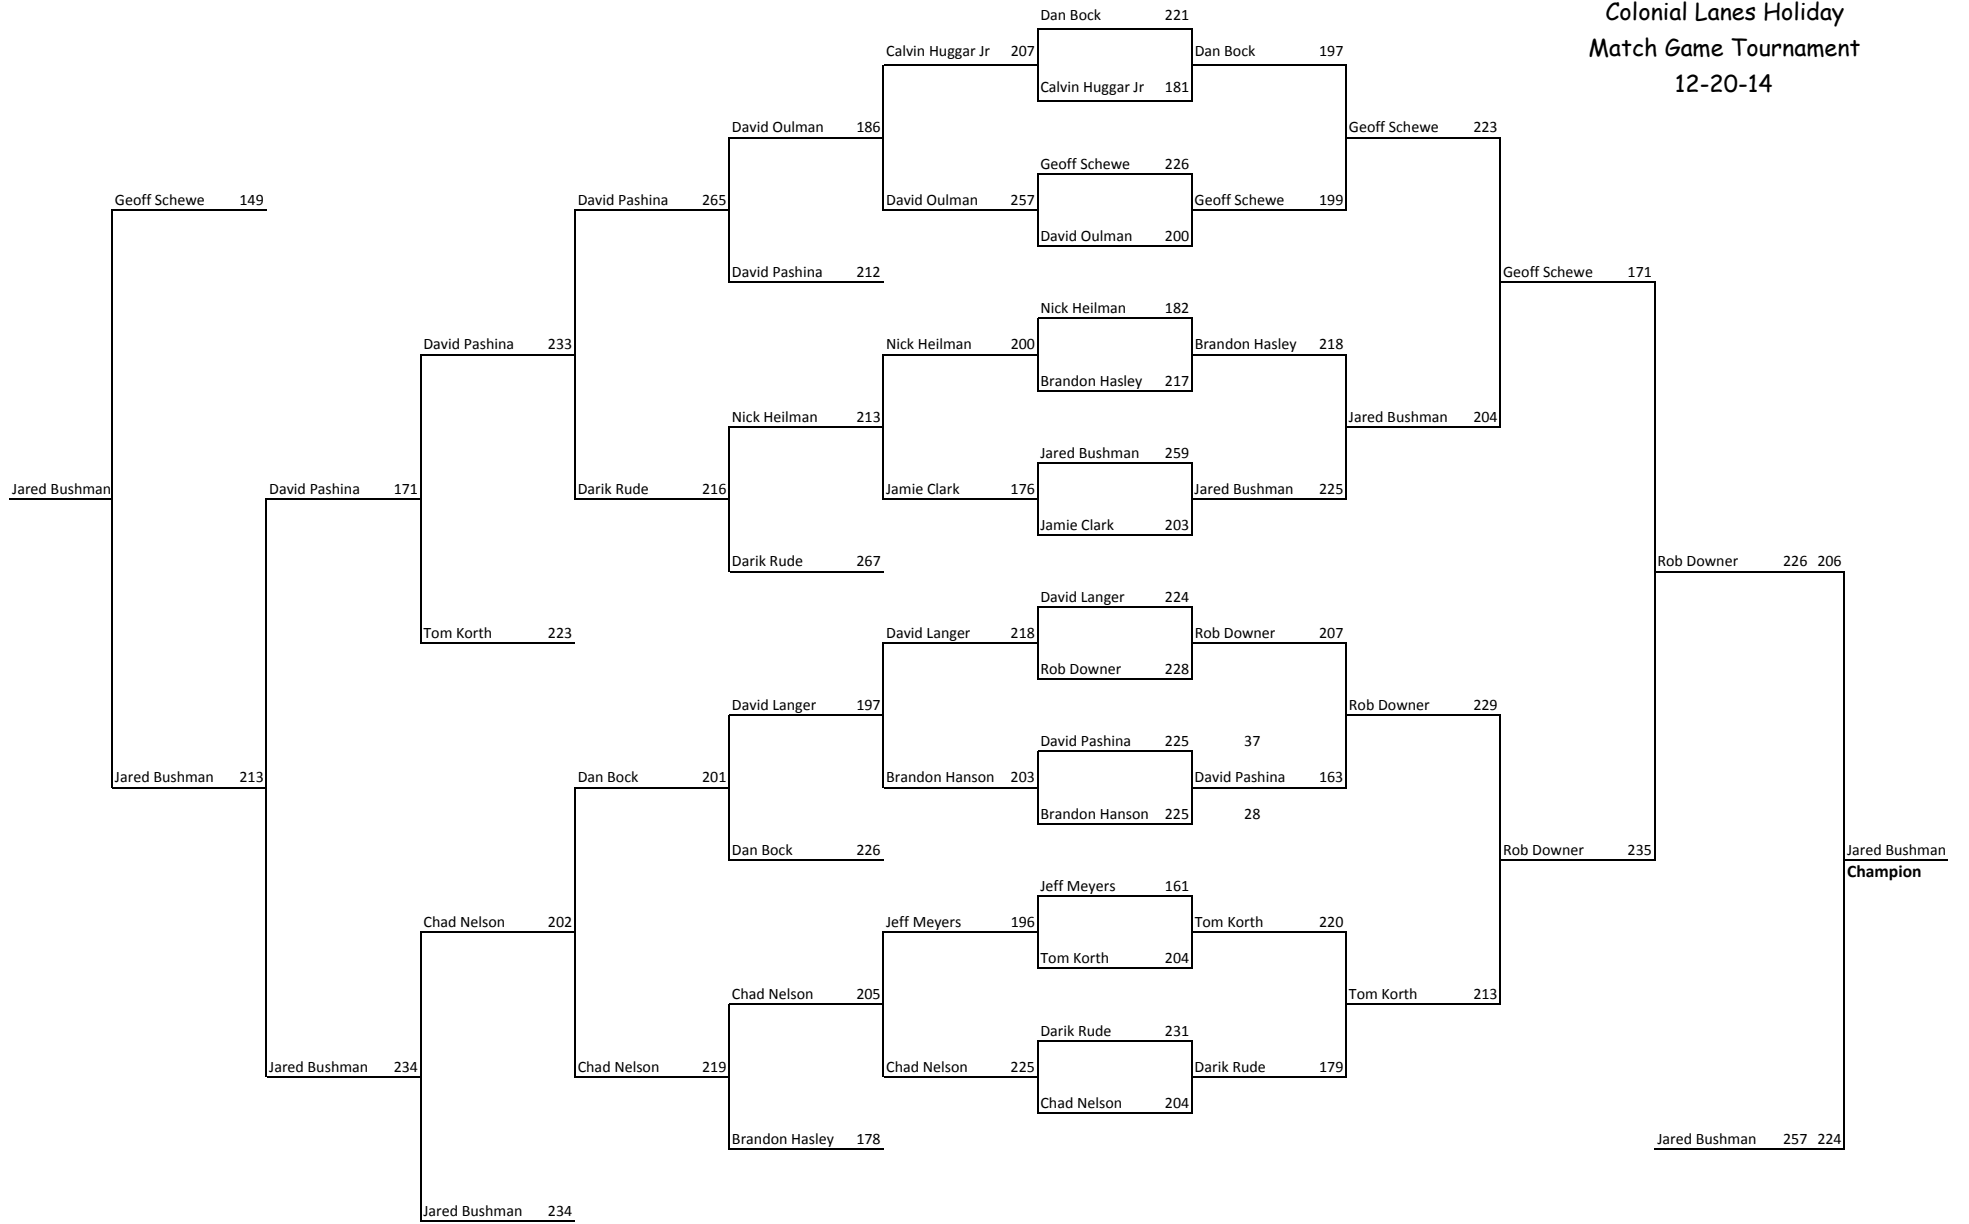 Colonial Lanes Holiday
Match Game Tournament
12-20-14
Dan Bock 221
Calvin Huggar Jr 207
Dan Bock 197
Calvin Huggar Jr 181
David Oulman 186
Geoff Schewe 223
Geoff Schewe 226
Geoff Schewe 149
David Pashina 265
David Oulman 257
Geoff Schewe 199
David Oulman 200
David Pashina 212
Geoff Schewe 171
Nick Heilman 182
David Pashina 233
Nick Heilman 200
Brandon Hasley 218
Brandon Hasley 217
Nick Heilman 213
Jared Bushman 204
Jared Bushman 259
Jared Bushman
David Pashina 171
Darik Rude 216
Jamie Clark 176
Jared Bushman 225
Jamie Clark 203
Darik Rude 267
Rob Downer 226 206
David Langer 224
Tom Korth 223
David Langer 218
Rob Downer 207
Rob Downer 228
David Langer 197
Rob Downer 229
David Pashina 225 37
Jared Bushman 213
Dan Bock 201
Brandon Hanson 203
David Pashina 163
Brandon Hanson 225 28
Dan Bock 226
Rob Downer 235
Jared Bushman
Champion
Jeff Meyers 161
Chad Nelson 202
Jeff Meyers 196
Tom Korth 220
Tom Korth 204
Chad Nelson 205
Tom Korth 213
Darik Rude 231
Jared Bushman 234
Chad Nelson 219
Chad Nelson 225
Darik Rude 179
Chad Nelson 204
Brandon Hasley 178
Jared Bushman 257 224
Jared Bushman 234